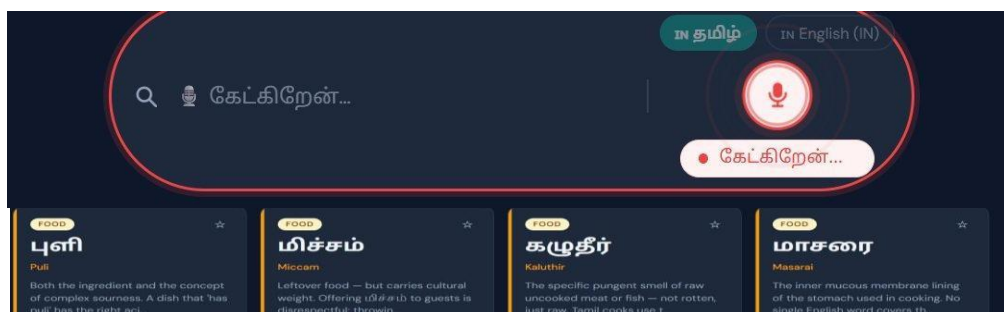 IN தமிழ் IN English (IN)
கேட்கிறேன்...
கேட்கிறேன்...
FOOD
புளி
Puli
Both the ingredient and the concept
of complex sourness. A dish that 'has
puli' has the right aci
FOOD
மிச்சம்
Miccam
Leftover food — but carries cultural
weight. Offering மிச்சம் to guests is
disrespectful; throwin
FOOD
கழுதீர்
Kaluthir
The specific pungent smell of raw
uncooked meat or fish — not rotten,
just raw. Tamil cooks use t
FOOD
மாசரை
Masarai
The inner mucous membrane lining
of the stomach used in cooking. No
single English word covers th